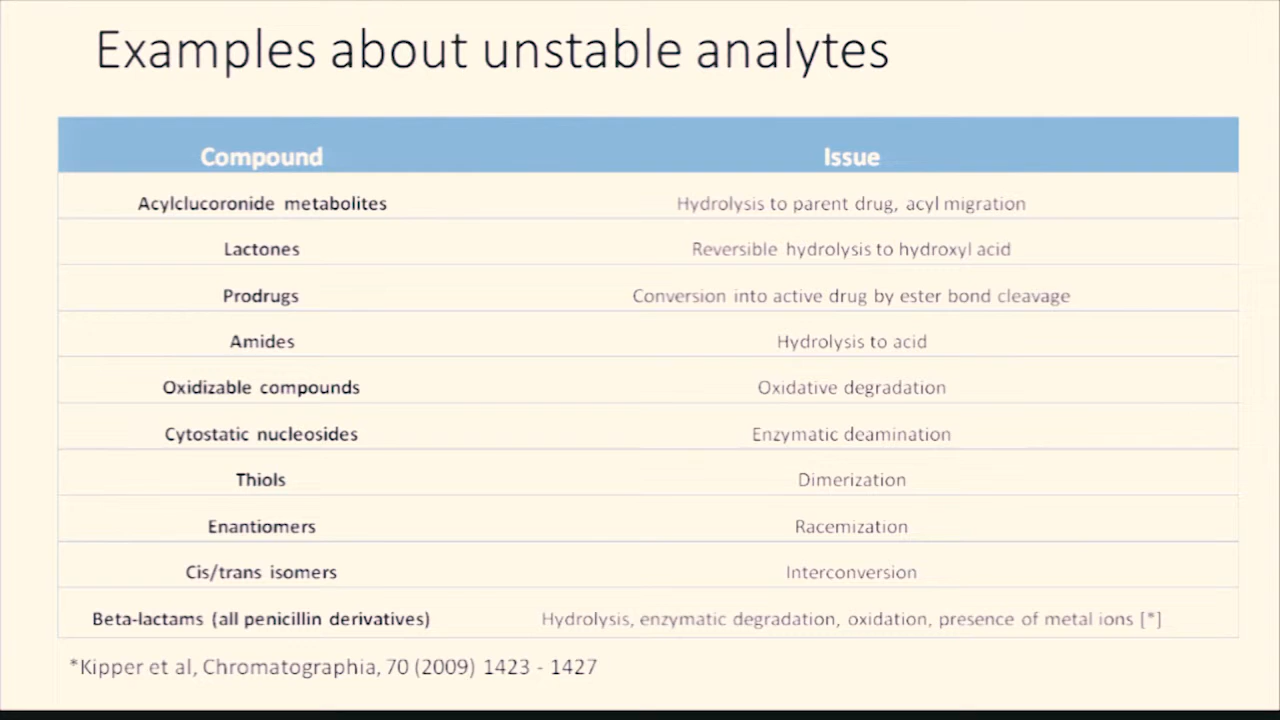 Examples about unstable analytes
Compound Issue
Acylclucoronide metabolites Hydrolysis to parent drug, acyl migration
Lactones Reversible hydrolysis to hydroxyl acid
Prodrugs Conversion into active drug by ester bond cleavage
Amides Hydrolysis to acid
Oxidizable compounds Oxidative degradation
Cytostatic nucleosides Enzymatic deamination
Thiols Dimerization
Enantiomers Racemization
Cis/trans isomers Interconversion
Beta-lactams (all penicillin derivatives) Hydrolysis, enzymatic degradation, oxidation, presence of metal ions [*]
*Kipper et al, Chromatographia, 70 (2009) 1423 - 1427